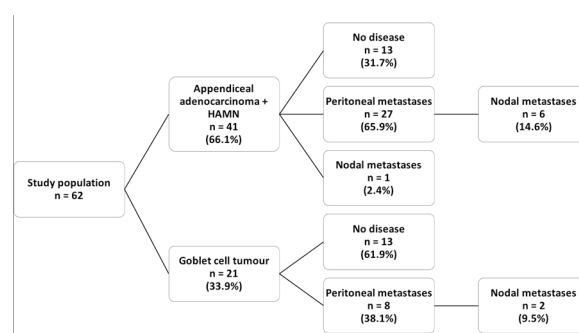 Study population
n = 62
Appendiceal
adenocarcinoma +
HAMN
n = 41
(66.1%)
No disease
n = 13
(31.7%)
Peritoneal metastases
n = 27
(65.9%)
Nodal metastases
n = 6
(14.6%)
Nodal metastases
n = 1
(2.4%)
Goblet cell tumour
n = 21
(33.9%)
No disease
n = 13
(61.9%)
Peritoneal metastases
n = 8
(38.1%)
Nodal metastases
n = 2
(9.5%)